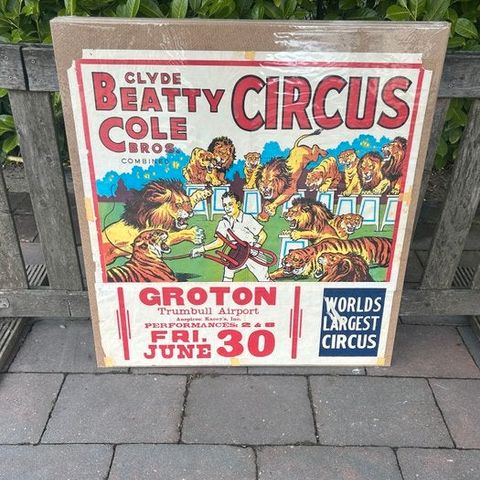 CLYDE
BEATTY
COLE
BROS.
COMBINED
CIRCUS
GROTON
Trumbull Airport
Auspices: Kacey's, Inc.
PERFORMANCES: 2 & 8
FRI.
JUNE 30
WORLDS
LARGEST
CIRCUS